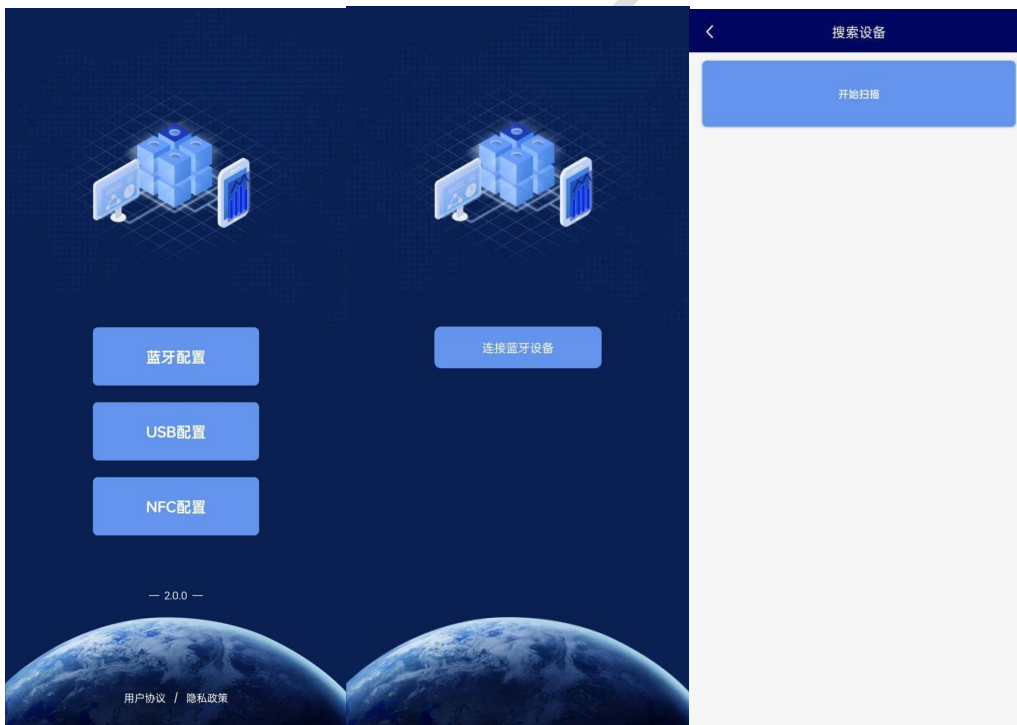 蓝牙配置
USB配置
NFC配置
— 2.0.0 —
用户协议 / 隐私政策
连接蓝牙设备
搜索设备
开始扫描